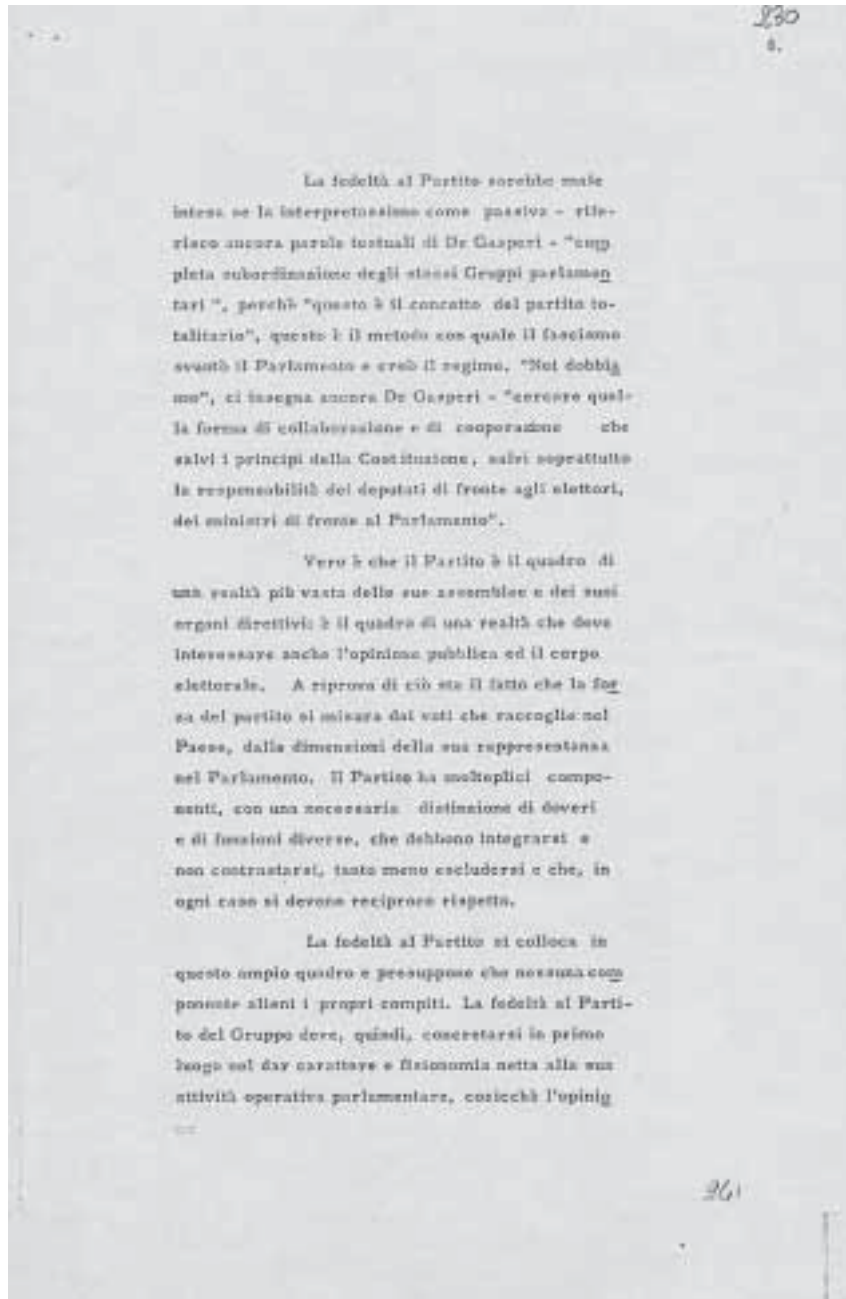 230
8.
La fedeltà al Partito sarebbe male
intesa se la interpretassimo come passiva - rife-
risco ancora parole testuali di De Gasperi - "com
pleta subordinazione degli stessi Gruppi parlamen
tari ", perchè "questo è il concetto del partito to-
talitario", questo è il metodo con quale il fascismo
svuotò il Parlamento e creò il regime. "Noi dobbia
mo", ci insegna ancora De Gasperi - "cercare quel-
la forma di collaborazione e di cooperazione che
salvi i principi della Costituzione, salvi soprattutto
la responsabilità dei deputati di fronte agli elettori,
dei ministri di fronte al Parlamento".
Vero è che il Partito è il quadro di
una realtà più vasta delle sue assemblee e dei suoi
organi direttivi: è il quadro di una realtà che deve
interessare anche l'opinione pubblica ed il corpo
elettorale. A riprova di ciò sta il fatto che la for
za del partito si misura dai voti che raccoglie nel
Paese, dalle dimensioni della sua rappresentanza
nel Parlamento. Il Partito ha molteplici compo-
nenti, con una necessaria distinzione di doveri
e di funzioni diverse, che debbono integrarsi e
non contrastarsi, tanto meno escludersi e che, in
ogni caso si devono reciproco rispetto.
La fedeltà al Partito si colloca in
questo ampio quadro e presuppone che nessuna com
ponente alieni i propri compiti. La fedeltà al Parti-
to del Gruppo deve, quindi, concretarsi in primo
luogo nel dar carattere e fisionomia netta alla sua
attività operativa parlamentare, cosicchè l'opinio